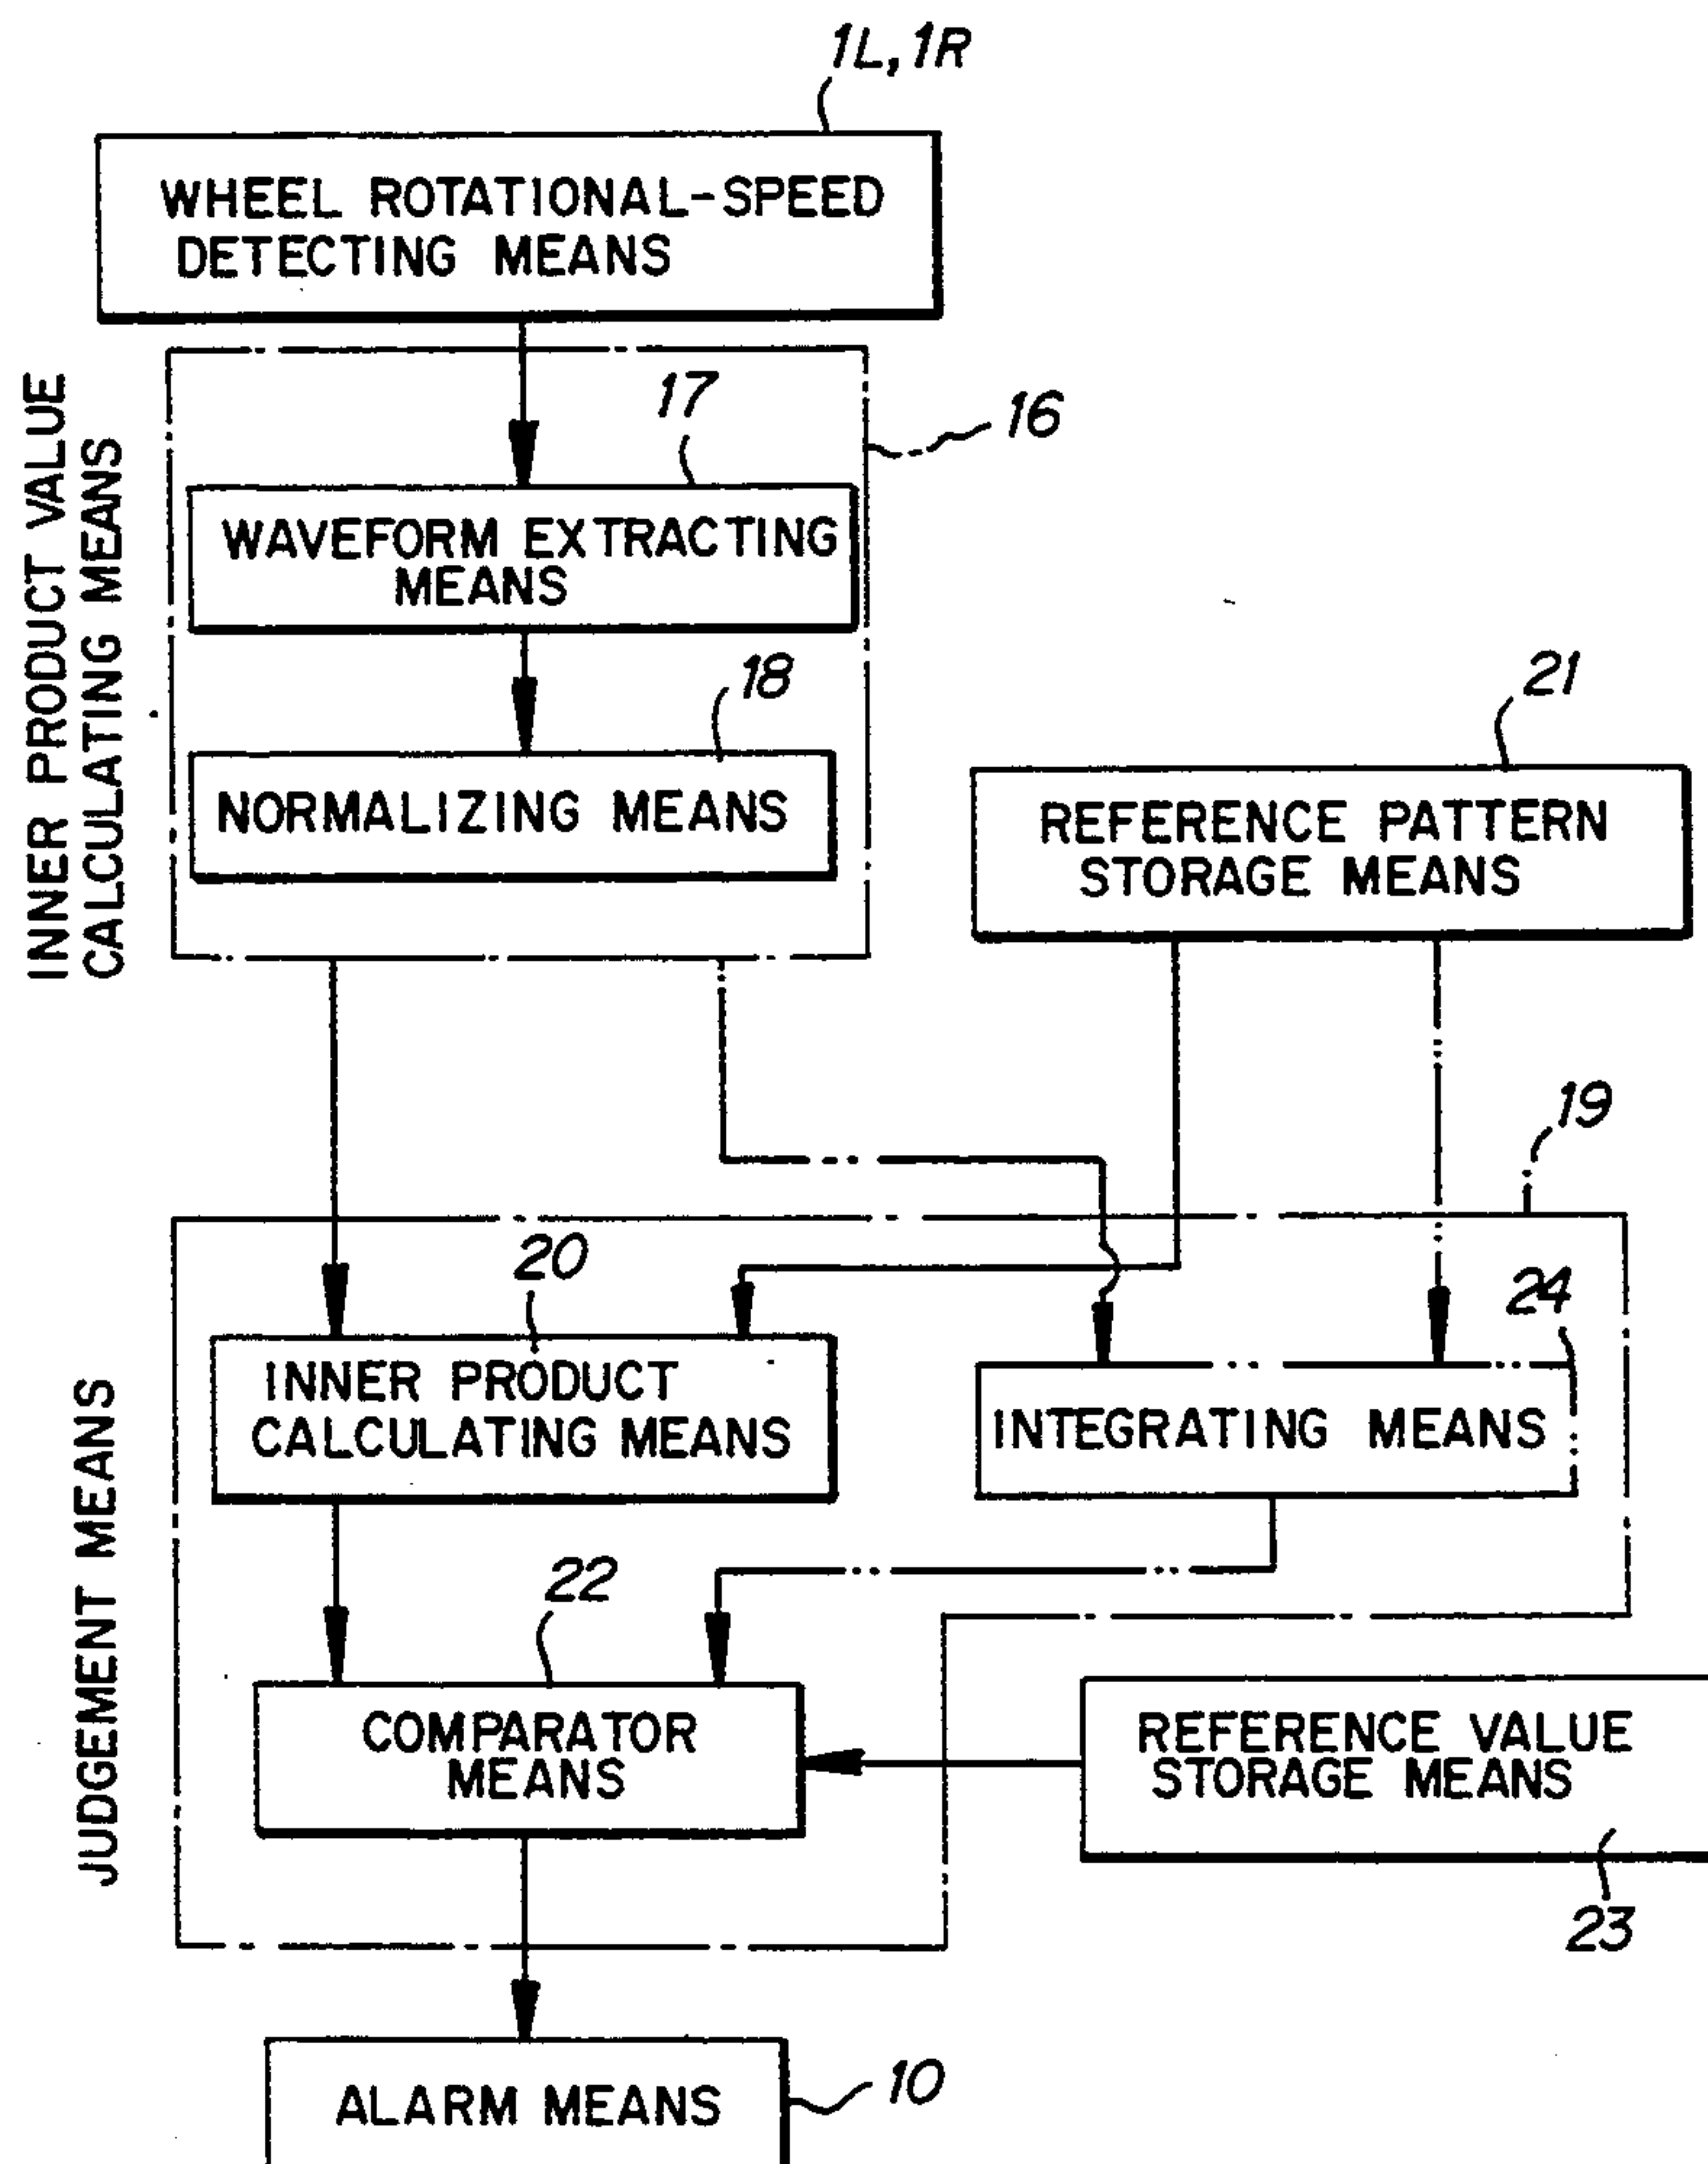 1L, 1R
WHEEL ROTATIONAL-SPEED
DETECTING MEANS
INNER PRODUCT VALUE
CALCULATING MEANS
16
17
WAVEFORM EXTRACTING
MEANS
18
NORMALIZING MEANS
21
REFERENCE PATTERN
STORAGE MEANS
19
JUDGEMENT MEANS
20
INNER PRODUCT
CALCULATING MEANS
24
INTEGRATING MEANS
22
COMPARATOR
MEANS
REFERENCE VALUE
STORAGE MEANS
23
ALARM MEANS
10